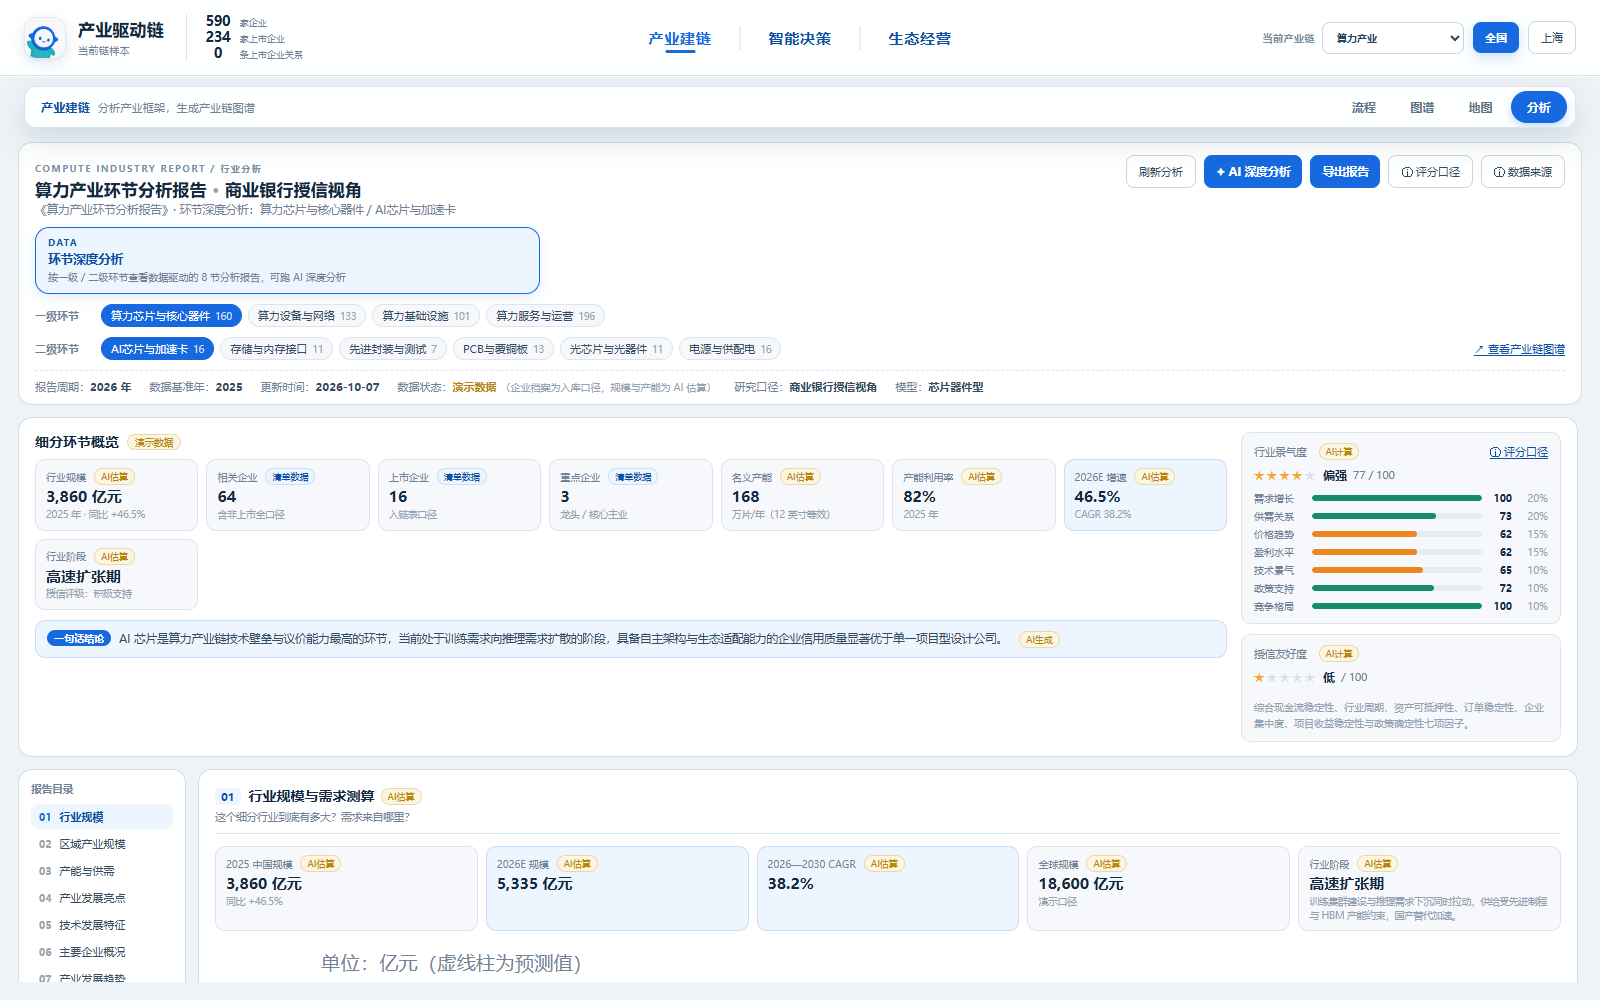 产业驱动链
当前链样本
590 家企业
234 家上市企业
0 条上市企业关系
产业建链
智能决策
生态经营
当前产业链
算力产业
全国
上海
产业建链 分析产业框架，生成产业链图谱
流程
图谱
地图
分析
COMPUTE INDUSTRY REPORT / 行业分析
算力产业环节分析报告 • 商业银行授信视角
《算力产业环节分析报告》· 环节深度分析：算力芯片与核心器件 / AI芯片与加速卡
刷新分析
✦ AI 深度分析
导出报告
ⓘ 评分口径
ⓘ 数据来源
DATA
环节深度分析
按一级 / 二级环节查看数据驱动的 8 节分析报告，可跑 AI 深度分析
一级环节 算力芯片与核心器件 160 算力设备与网络 133 算力基础设施 101 算力服务与运营 196
二级环节 AI芯片与加速卡 16 存储与内存接口 11 先进封装与测试 7 PCB与覆铜板 13 光芯片与光器件 11 电源与供配电 16
↗ 查看产业链图谱
报告周期：2026 年 数据基准年：2025 更新时间：2026-10-07 数据状态：演示数据 （企业档案为入库口径，规模与产能为 AI 估算） 研究口径：商业银行授信视角 模型：芯片器件型
细分环节概览 演示数据
行业规模 AI估算
3,860 亿元
2025 年 · 同比 +46.5%
相关企业 清单数据
64
含非上市全口径
上市企业 清单数据
16
入链表口径
重点企业 清单数据
3
龙头 / 核心主业
名义产能 AI估算
168
万片/年（12 英寸等效）
产能利用率 AI估算
82%
2025 年
2026E 增速 AI估算
46.5%
CAGR 38.2%
行业阶段 AI估算
高速扩张期
授信评级：积极支持
一句话结论 AI 芯片是算力产业链技术壁垒与议价能力最高的环节，当前处于训练需求向推理需求扩散的阶段，具备自主架构与生态适配能力的企业信用质量显著优于单一项目型设计公司。 AI生成
行业景气度 AI计算
ⓘ 评分口径
★★★★★ 偏强 77 / 100
需求增长 100 20%
供需关系 73 20%
价格趋势 62 15%
盈利水平 62 15%
技术景气 65 10%
政策支持 72 10%
竞争格局 100 10%
授信友好度 AI计算
★★★★★ 低 / 100
综合现金流稳定性、行业周期、资产可抵押性、订单稳定性、企业
集中度、项目收益稳定性与政策确定性七项因子。
报告目录
01 行业规模
02 区域产业规模
03 产能与供需
04 产业发展亮点
05 技术发展特征
06 主要企业概况
07 产业发展趋势
01 行业规模与需求测算 AI估算
这个细分行业到底有多大？需求来自哪里？
2025 中国规模 AI估算
3,860 亿元
同比 +46.5%
2026E 规模 AI估算
5,335 亿元
2026—2030 CAGR AI估算
38.2%
全球规模 AI估算
18,600 亿元
演示口径
行业阶段 AI估算
高速扩张期
训练集群建设与推理需求下沉同时拉动，供给受先进制程
与 HBM 产能约束，国产替代加速。
单位：亿元（虚线柱为预测值）